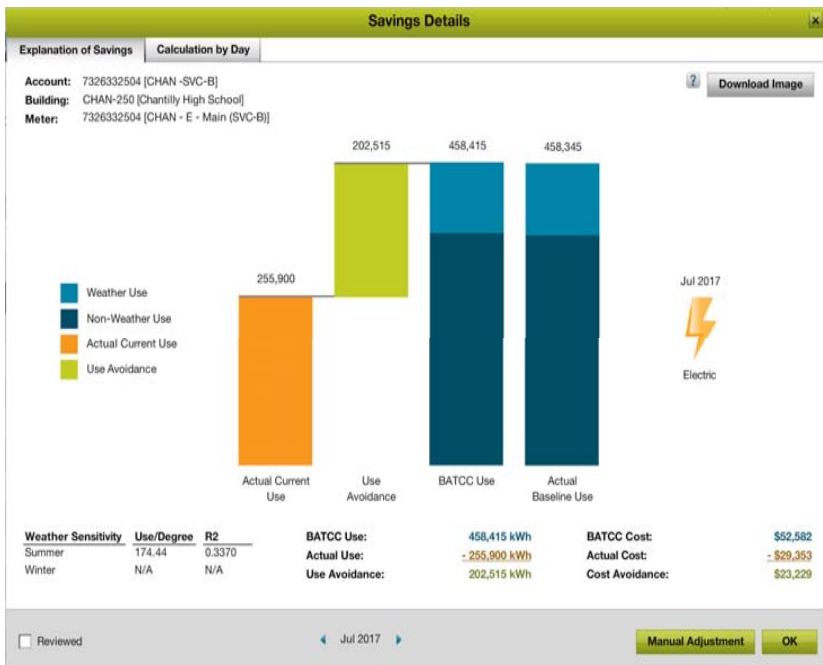 Savings Details
x
Explanation of Savings Calculation by Day
Account: 7326332504 [CHAN -SVC-B]
Building: CHAN-250 [Chantilly High School]
Meter: 7326332504 [CHAN - E - Main (SVC-B)]
? Download Image
202,515 458,415 458,345
255,900
Weather Use
Non-Weather Use
Actual Current Use
Use Avoidance
Jul 2017
Electric
Actual Current Use
Use Avoidance
BATCC Use
Actual Baseline Use
Weather Sensitivity Use/Degree R2
Summer 174.44 0.3370
Winter N/A N/A
BATCC Use: 458,415 kWh
Actual Use: - 255,900 kWh
Use Avoidance: 202,515 kWh
BATCC Cost: $52,582
Actual Cost: - $29,353
Cost Avoidance: $23,229
Reviewed
Jul 2017
Manual Adjustment OK